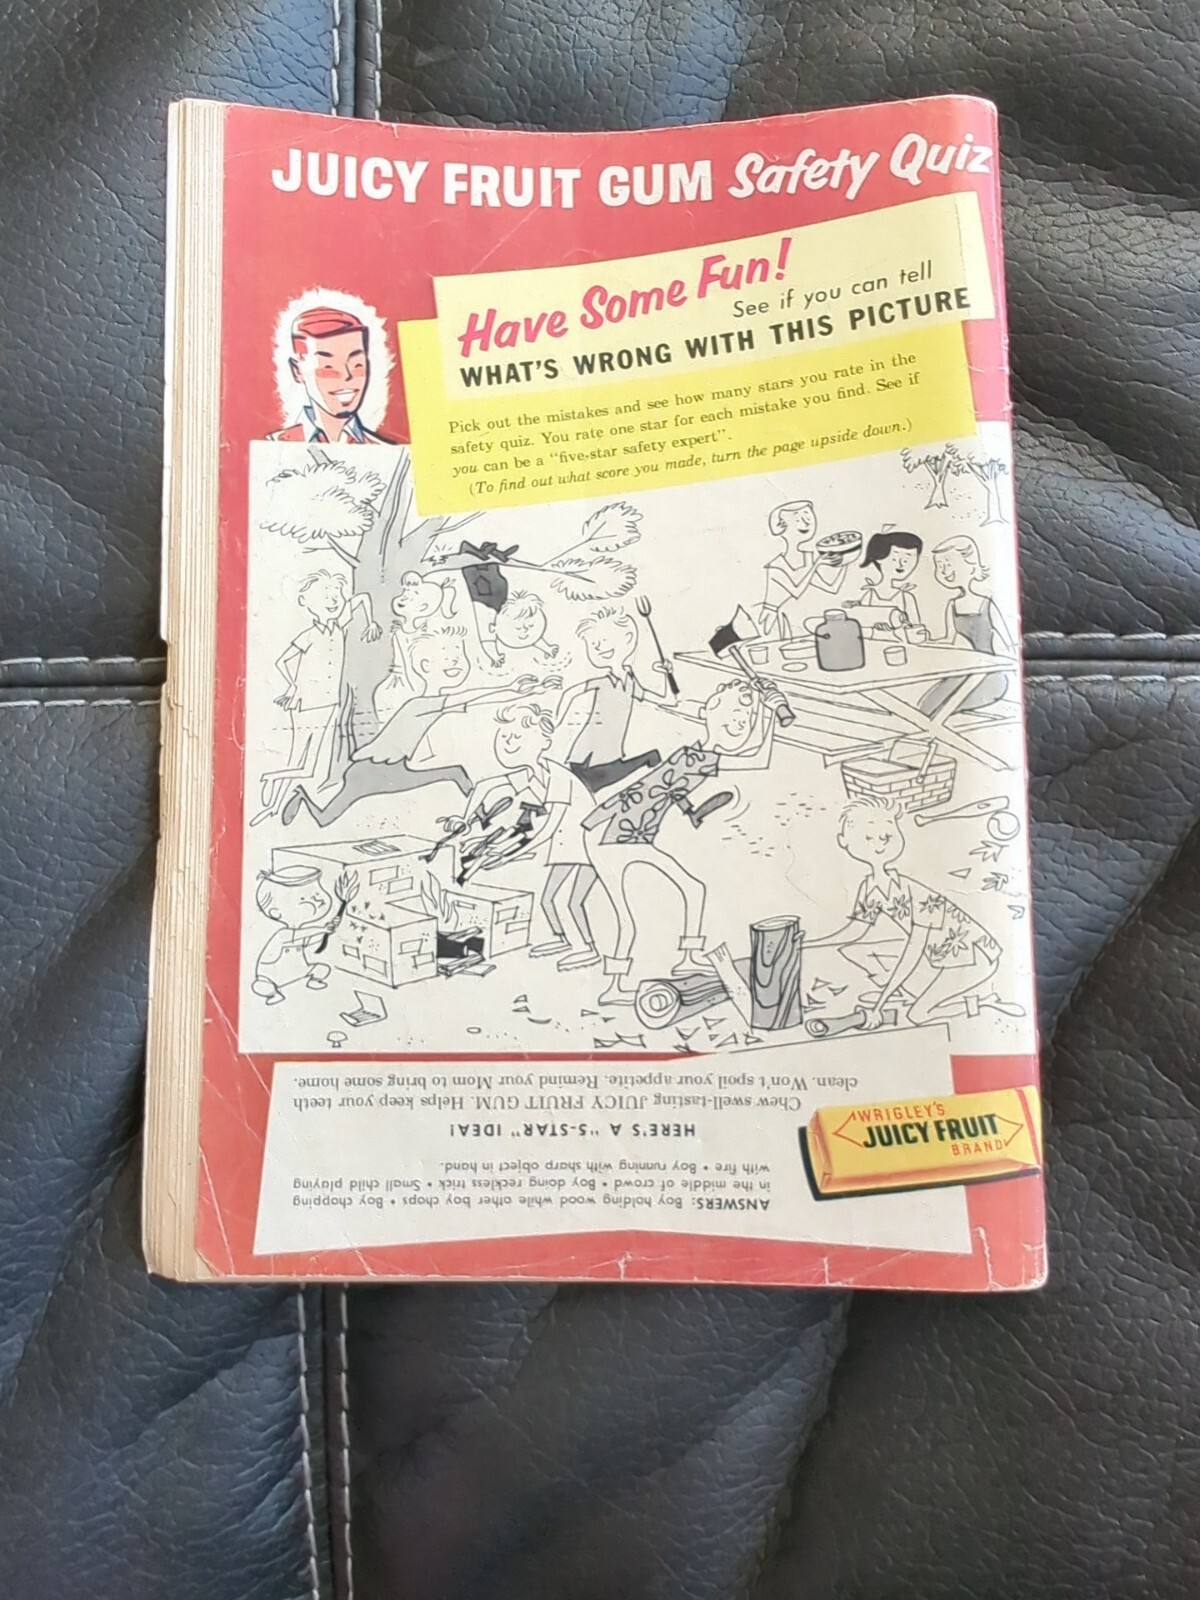 JUICY FRUIT GUM Safety Quiz
Have Some Fun!
See if you can tell
WHAT'S WRONG WITH THIS PICTURE
Pick out the mistakes and see how many stars you rate in the
safety quiz. You rate one star for each mistake you find. See if
you can be a "five-star safety expert".
(To find out what score you made, turn the page upside down.)
ANSWERS: Boy holding wood while other boy chops • Boy chopping
in the middle of crowd • Boy doing reckless trick • Small child playing
with fire • Boy running with sharp object in hand.
HERE'S A "5-STAR" IDEA!
Chew swell-tasting JUICY FRUIT GUM. Helps keep your teeth
clean. Won't spoil your appetite. Remind your Mom to bring some home.
WRIGLEY'S
JUICY FRUIT
BRAND